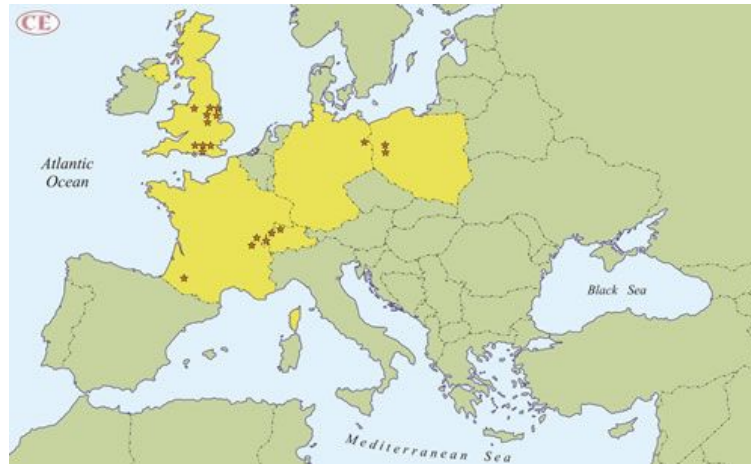 CE
Atlantic
Ocean
Black Sea
Mediterranean Sea